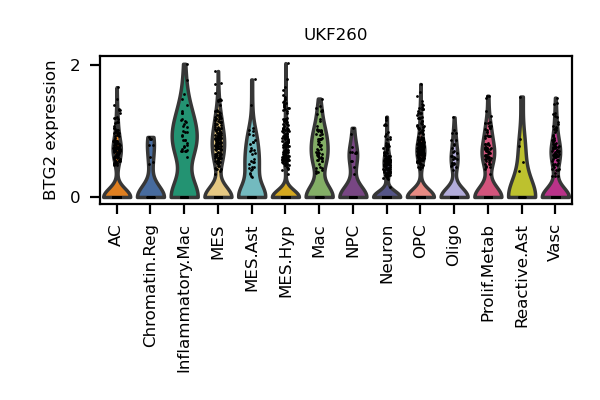 UKF260
BTG2 expression
2
0
AC
Chromatin.Reg
Inflammatory.Mac
MES
MES.Ast
MES.Hyp
Mac
NPC
Neuron
OPC
Oligo
Prolif.Metab
Reactive.Ast
Vasc